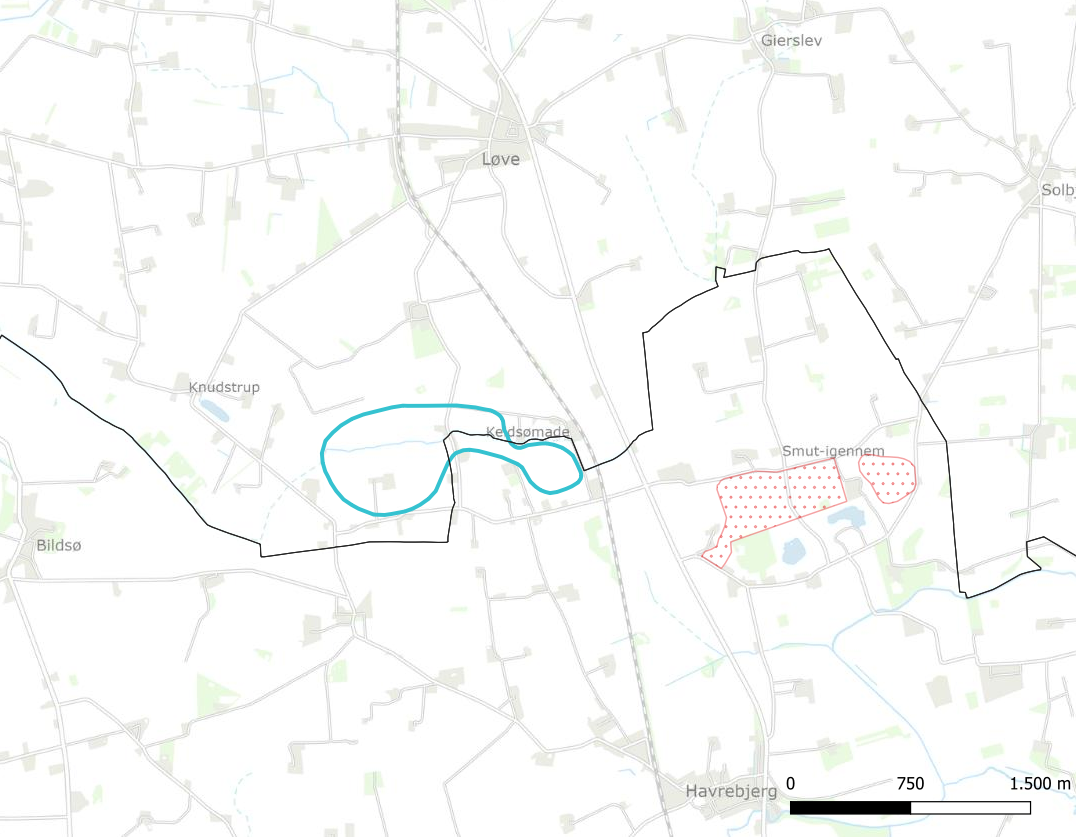 Gierslev
Løve
Solb
Knudstrup
Keldsømade
Smut-igennem
Bildsø
0 750 1.500 m
Havrebjerg